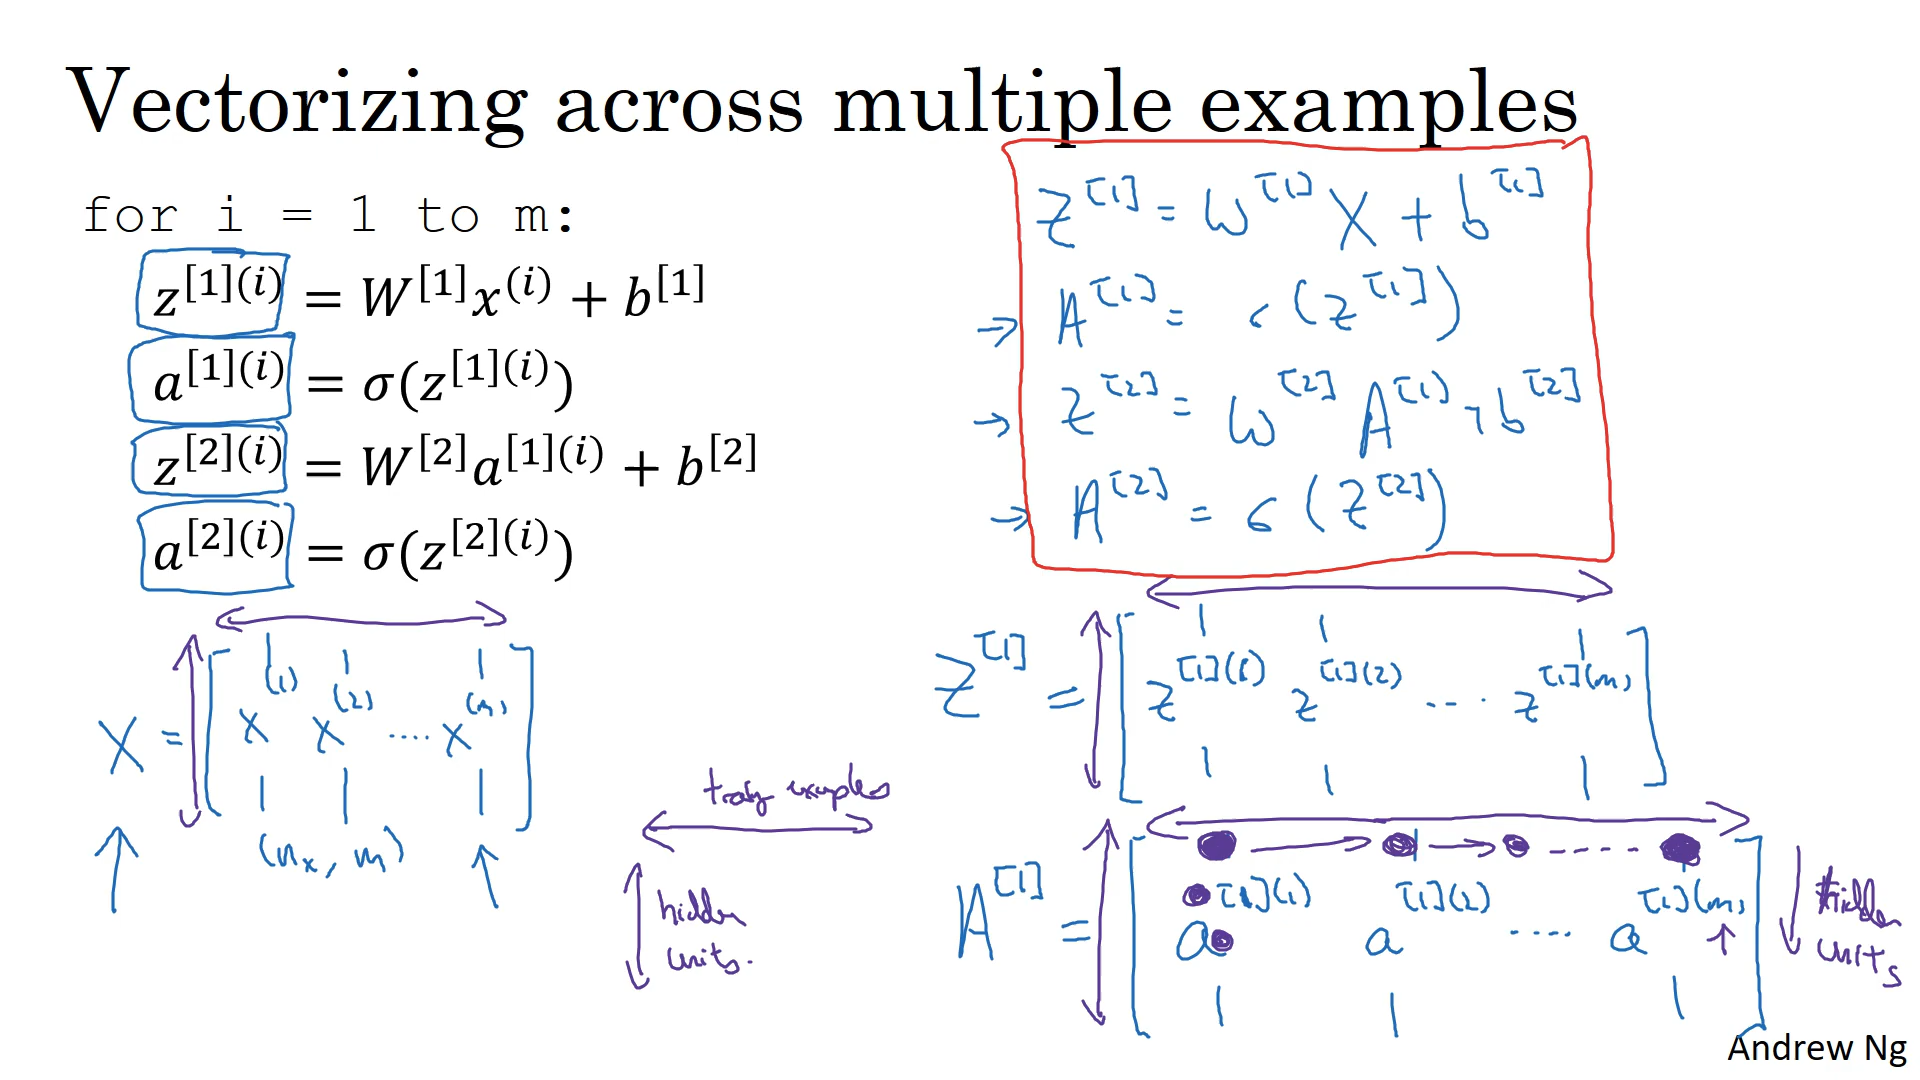 Vectorizing across multiple examples
for i = 1 to m:
z^{[1](i)} = W^{[1]}x^{(i)} + b^{[1]}
a^{[1](i)} = σ(z^{[1](i)})
z^{[2](i)} = W^{[2]}a^{[1](i)} + b^{[2]}
a^{[2](i)} = σ(z^{[2](i)})
Z^{[1]} = W^{[1]} X + b^{[1]}
→ A^{[1]} = σ(Z^{[1]})
→ Z^{[2]} = W^{[2]} A^{[1]} + b^{[2]}
→ A^{[2]} = σ(Z^{[2]})
X = [ x^{(1)} x^{(2)} .... x^{(m)} ]
(n_x, m)
examples
hidden
units.
Z^{[1]} = [ z^{[1](1)} z^{[1](2)} .... z^{[1](m)} ]
A^{[1]} = [ a^{[1](1)} a^{[1](2)} .... a^{[1](m)} ]
hidden
units
Andrew Ng